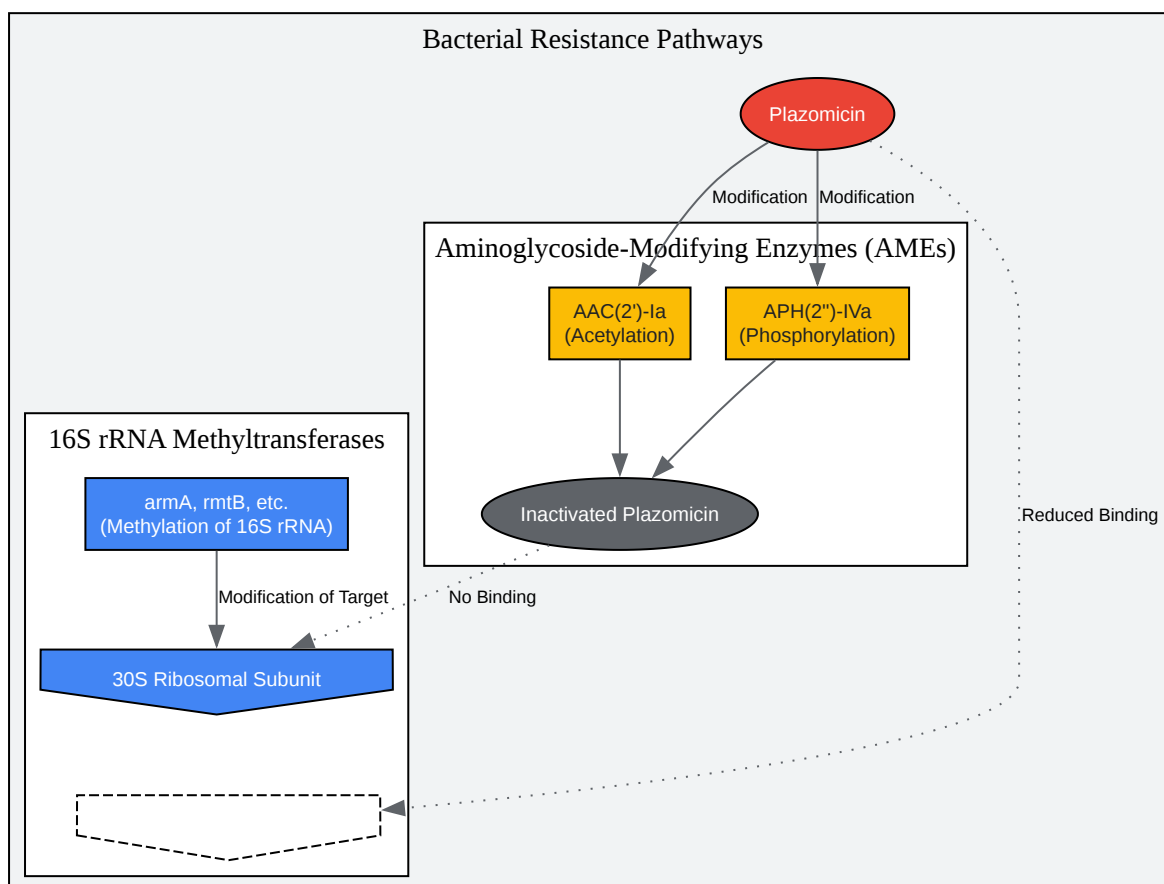 Bacterial Resistance Pathways
Plazomicin
Modification
Modification
Aminoglycoside-Modifying Enzymes (AMEs)
AAC(2')-Ia
(Acetylation)
APH(2'')-IVa
(Phosphorylation)
16S rRNA Methyltransferases
armA, rmtB, etc.
(Methylation of 16S rRNA)
Inactivated Plazomicin
Reduced Binding
Modification of Target
No Binding
30S Ribosomal Subunit